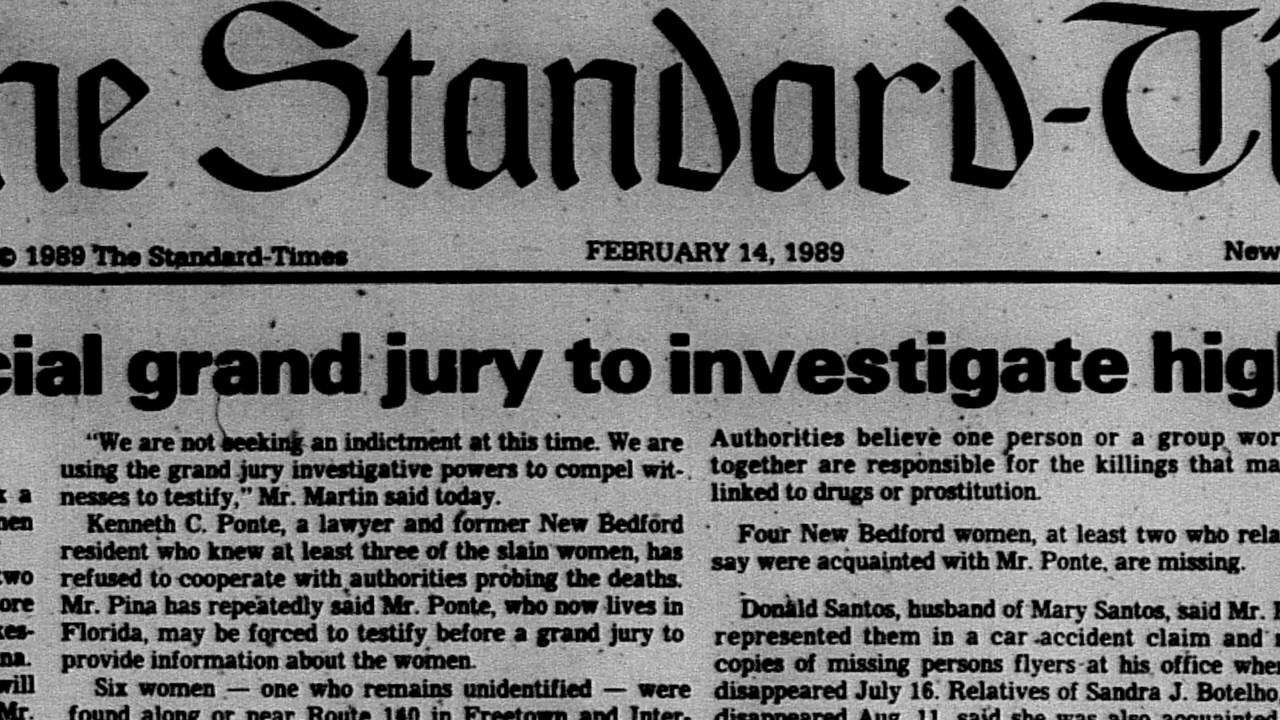 he Standard-Ti
© 1989 The Standard-Times
FEBRUARY 14, 1989
New
cial grand jury to investigate hig
"We are not seeking an indictment at this time. We are
using the grand jury investigative powers to compel wit-
nesses to testify," Mr. Martin said today.
Kenneth C. Ponte, a lawyer and former New Bedford
resident who knew at least three of the slain women, has
refused to cooperate with authorities probing the deaths.
Mr. Pina has repeatedly said Mr. Ponte, who now lives in
Florida, may be forced to testify before a grand jury to
provide information about the women.
Six women — one who remains unidentified — were
found along or near Route 140 in Freetown and Inter-
Authorities believe one person or a group wor
together are responsible for the killings that ma
linked to drugs or prostitution.
Four New Bedford women, at least two who rela
say were acquainted with Mr. Ponte, are missing.
Donald Santos, husband of Mary Santos, said Mr.
represented them in a car accident claim and
copies of missing persons flyers at his office whe
disappeared July 16. Relatives of Sandra J. Botelho,
disappeared Aug. 11, said she was also acquainted